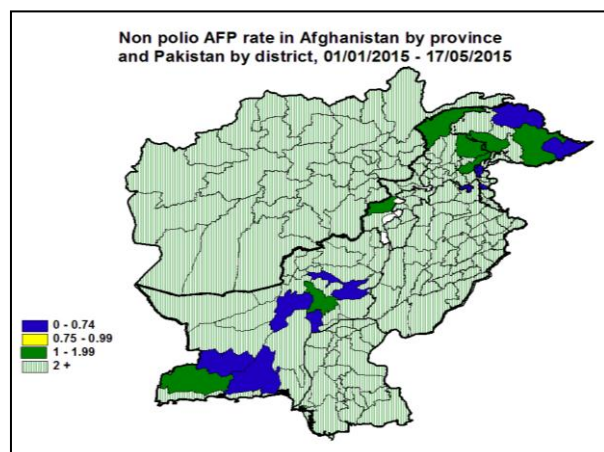 Non polio AFP rate in Afghanistan by province
and Pakistan by district, 01/01/2015 - 17/05/2015
0 - 0.74
0.75 - 0.99
1 - 1.99
2 +